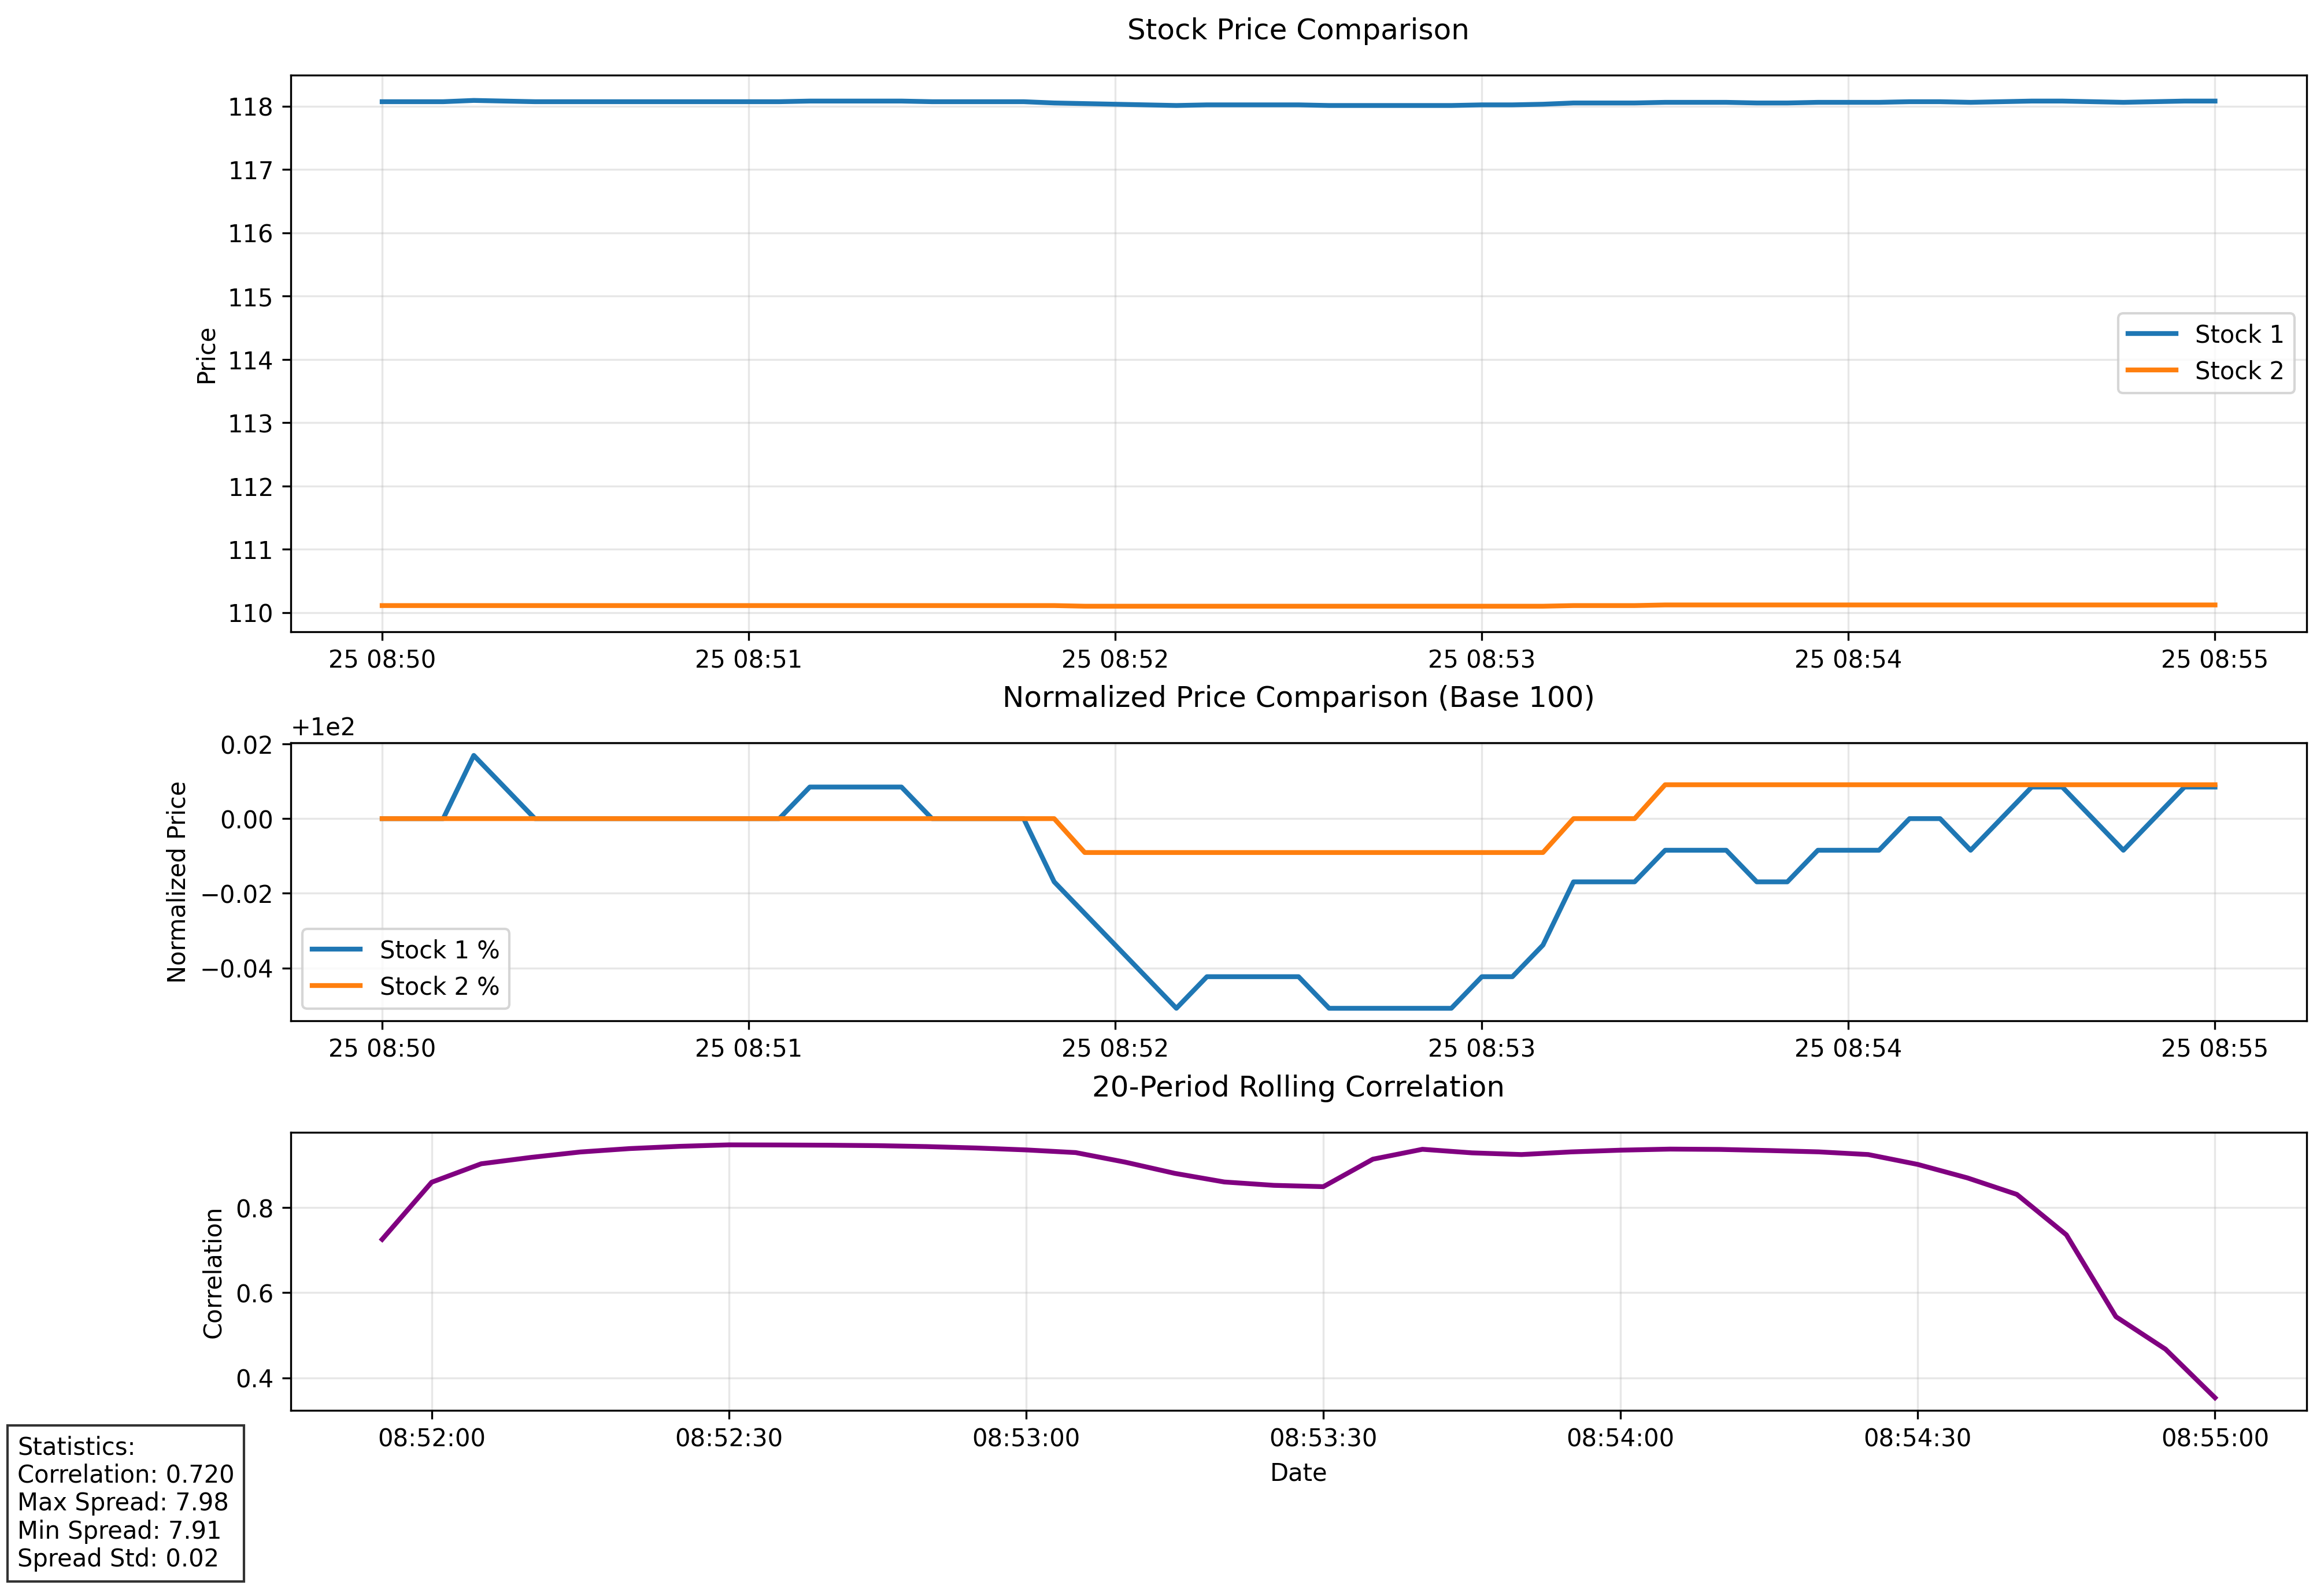 Stock Price Comparison
118
117
116
115
114
113
112
111
110
Price
Stock 1
Stock 2
25 08:50 25 08:51 25 08:52 25 08:53 25 08:54 25 08:55
Normalized Price Comparison (Base 100)
+1e2
0.02
0.00
−0.02
−0.04
Normalized Price
Stock 1 %
Stock 2 %
25 08:50 25 08:51 25 08:52 25 08:53 25 08:54 25 08:55
20-Period Rolling Correlation
0.8
0.6
0.4
Correlation
08:52:00 08:52:30 08:53:00 08:53:30 08:54:00 08:54:30 08:55:00
Date
Statistics:
Correlation: 0.720
Max Spread: 7.98
Min Spread: 7.91
Spread Std: 0.02